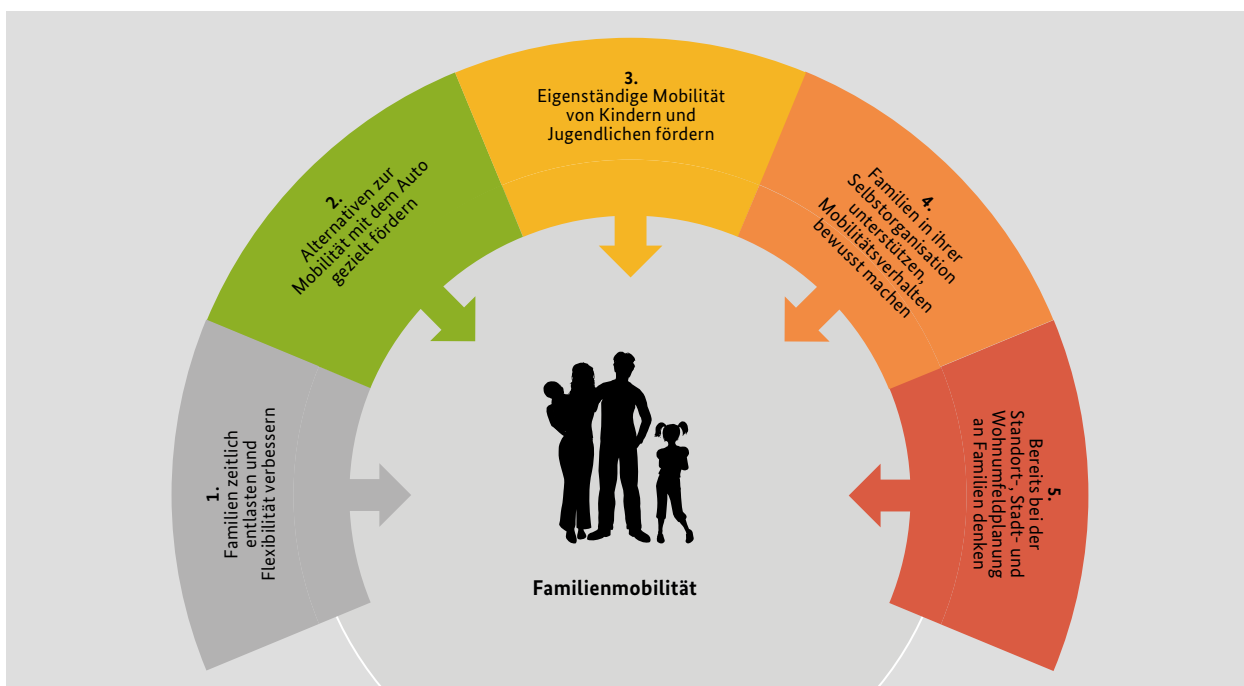 1.
Familien zeitlich
entlasten und
Flexibilität verbessern
2.
Alternativen zur
Mobilität mit dem Auto
gezielt fördern
3.
Eigenständige Mobilität
von Kindern und
Jugendlichen fördern
4.
Familien in ihrer
Selbstorganisation
unterstützen,
Mobilitätsverhalten
bewusst machen
5.
Bereits bei der
Standort-, Stadt- und
Wohnumfeldplanung
an Familien denken
Familienmobilität